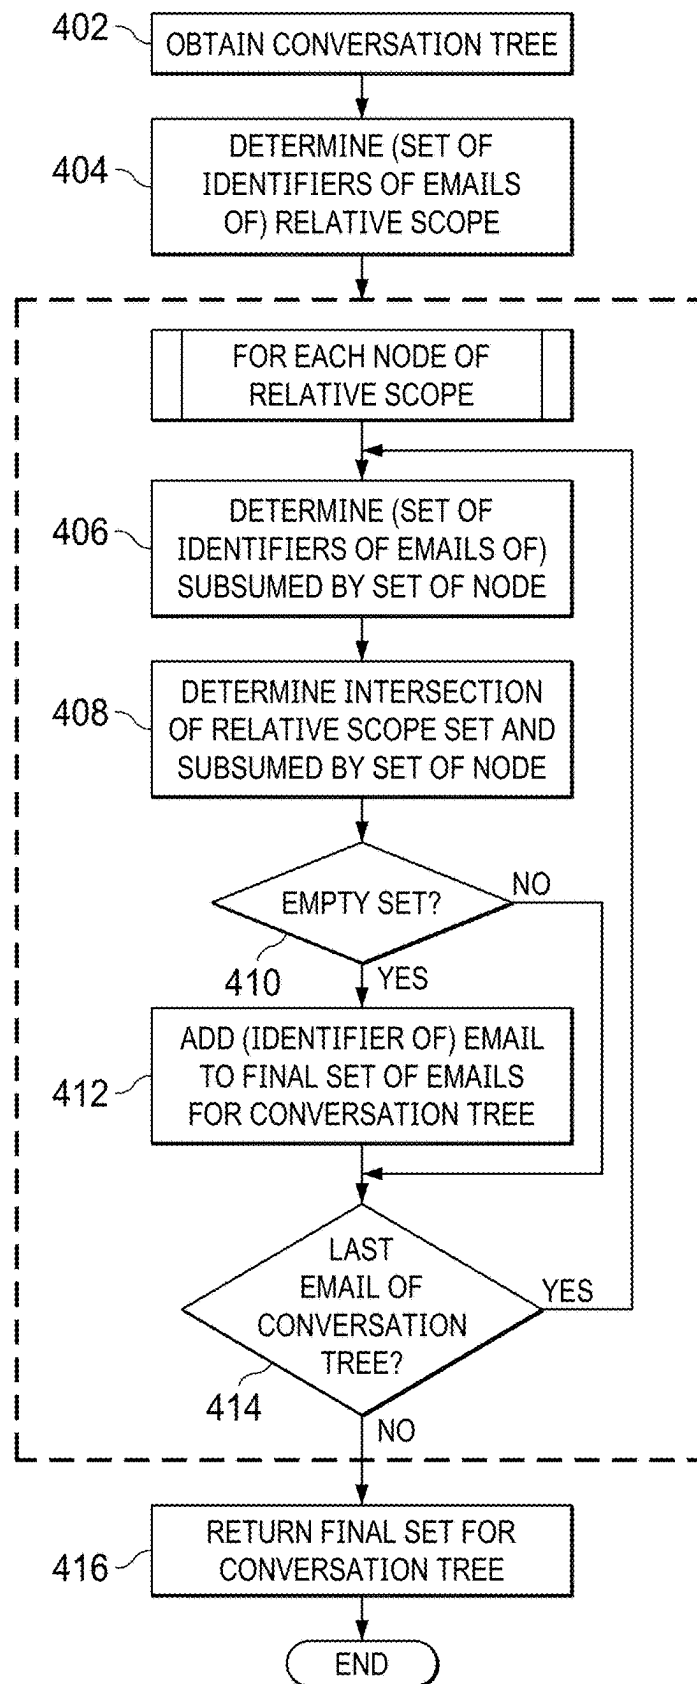 402
OBTAIN CONVERSATION TREE
404
DETERMINE (SET OF
IDENTIFIERS OF EMAILS
OF) RELATIVE SCOPE
FOR EACH NODE OF
RELATIVE SCOPE
406
DETERMINE (SET OF
IDENTIFIERS OF EMAILS OF)
SUBSUMED BY SET OF NODE
408
DETERMINE INTERSECTION
OF RELATIVE SCOPE SET AND
SUBSUMED BY SET OF NODE
EMPTY SET?
NO
410
YES
412
ADD (IDENTIFIER OF) EMAIL
TO FINAL SET OF EMAILS
FOR CONVERSATION TREE
LAST
EMAIL OF
CONVERSATION
TREE?
YES
414
NO
416
RETURN FINAL SET FOR
CONVERSATION TREE
END